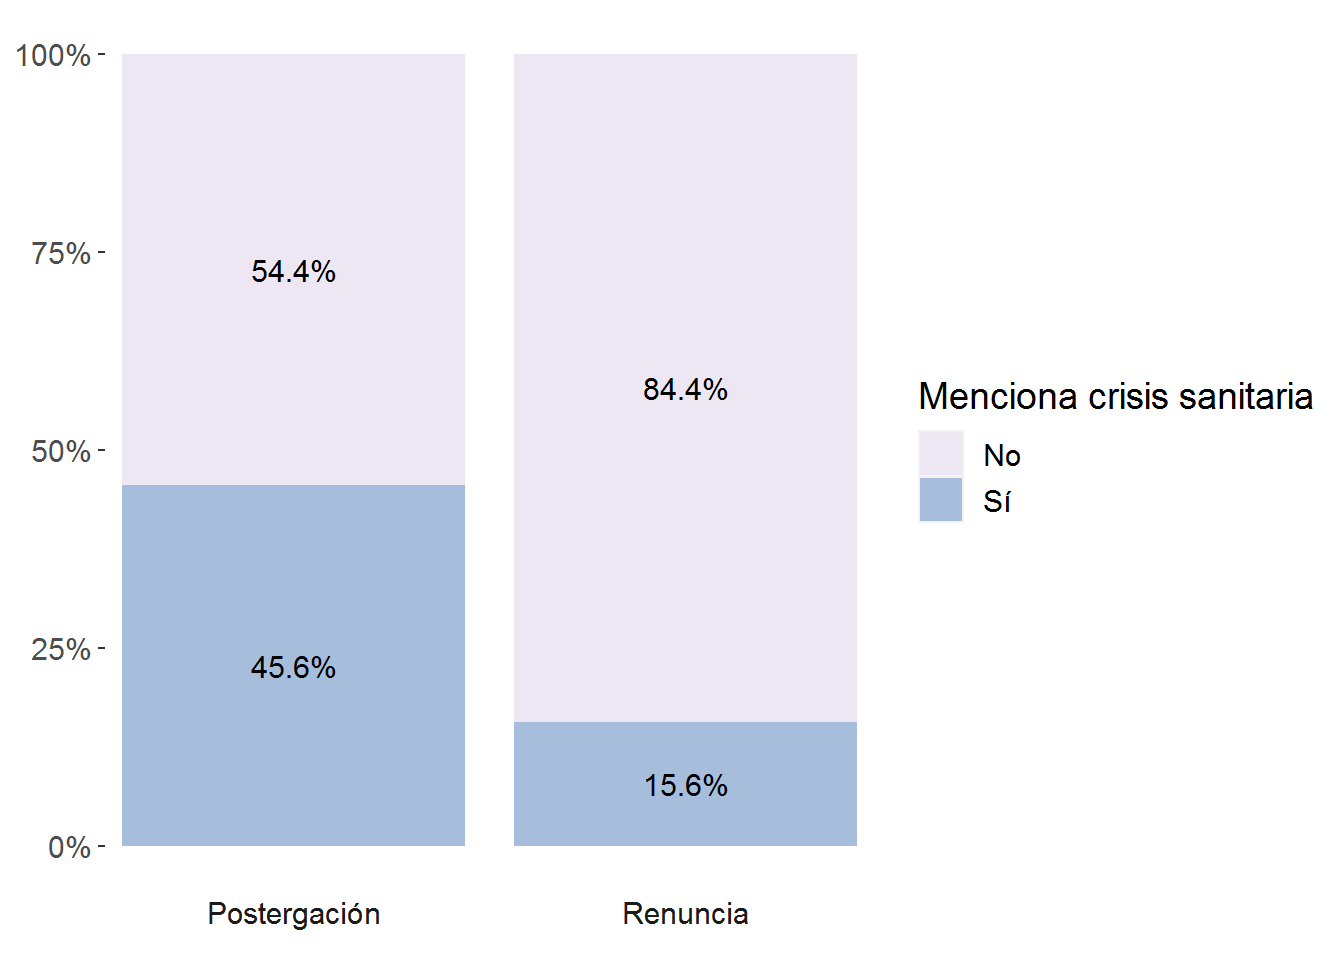 100%
75%
50%
25%
0%
54.4%
45.6%
84.4%
15.6%
Postergación
Renuncia
Menciona crisis sanitaria
No
Sí